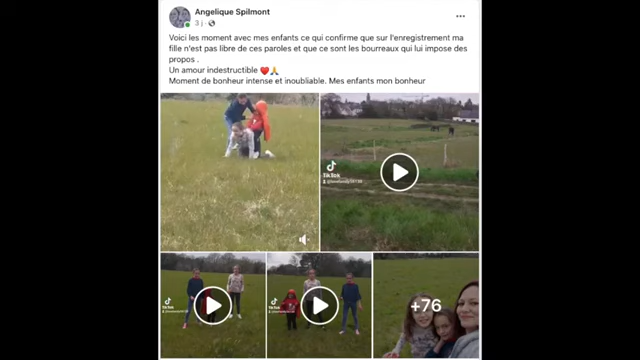 Angelique Spilmont
3 j ·
Voici les moment avec mes enfants ce qui confirme que sur l'enregistrement ma
fille n'est pas libre de ces paroles et que ce sont les bourreaux qui lui impose des
propos .
Un amour indestructible ❤️🙏
Moment de bonheur intense et inoubliable. Mes enfants mon bonheur
TikTok
TikTok
TikTok
+76